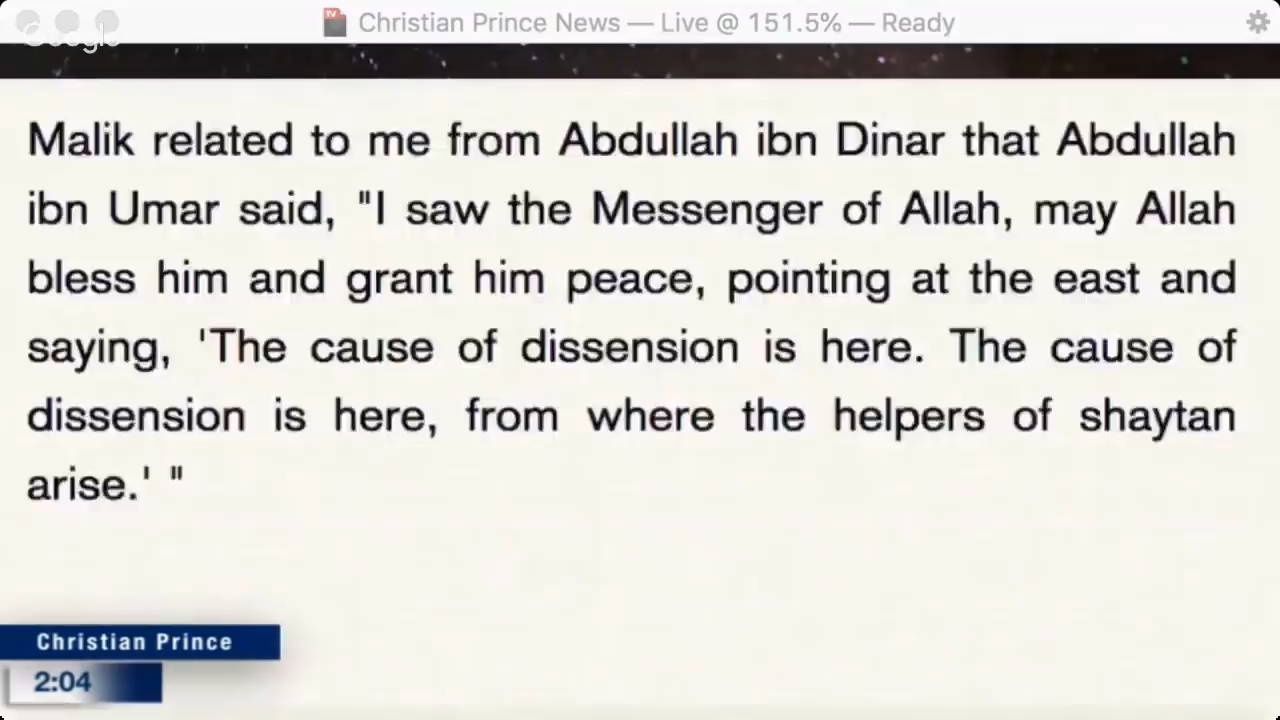 Christian Prince News — Live @ 151.5% — Ready
Google
Malik related to me from Abdullah ibn Dinar that Abdullah
ibn Umar said, "I saw the Messenger of Allah, may Allah
bless him and grant him peace, pointing at the east and
saying, 'The cause of dissension is here. The cause of
dissension is here, from where the helpers of shaytan
arise.' "
Christian Prince
2:04